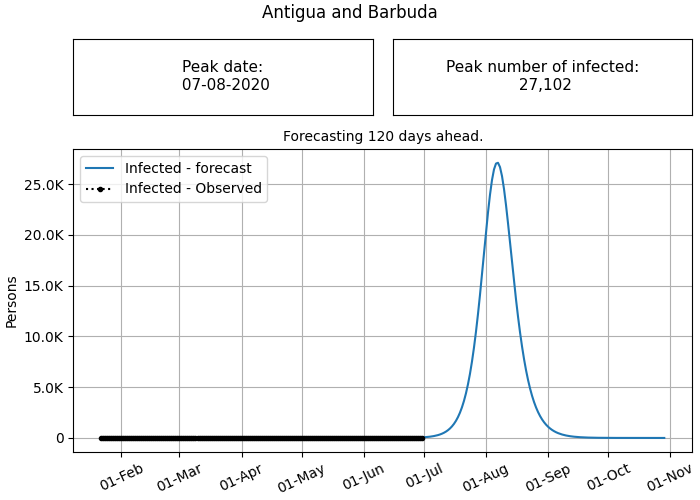 Antigua and Barbuda
Peak date:
07-08-2020
Peak number of infected:
27,102
Forecasting 120 days ahead.
Infected - forecast
Infected - Observed
Persons
25.0K
20.0K
15.0K
10.0K
5.0K
0
01-Feb
01-Mar
01-Apr
01-May
01-Jun
01-Jul
01-Aug
01-Sep
01-Oct
01-Nov